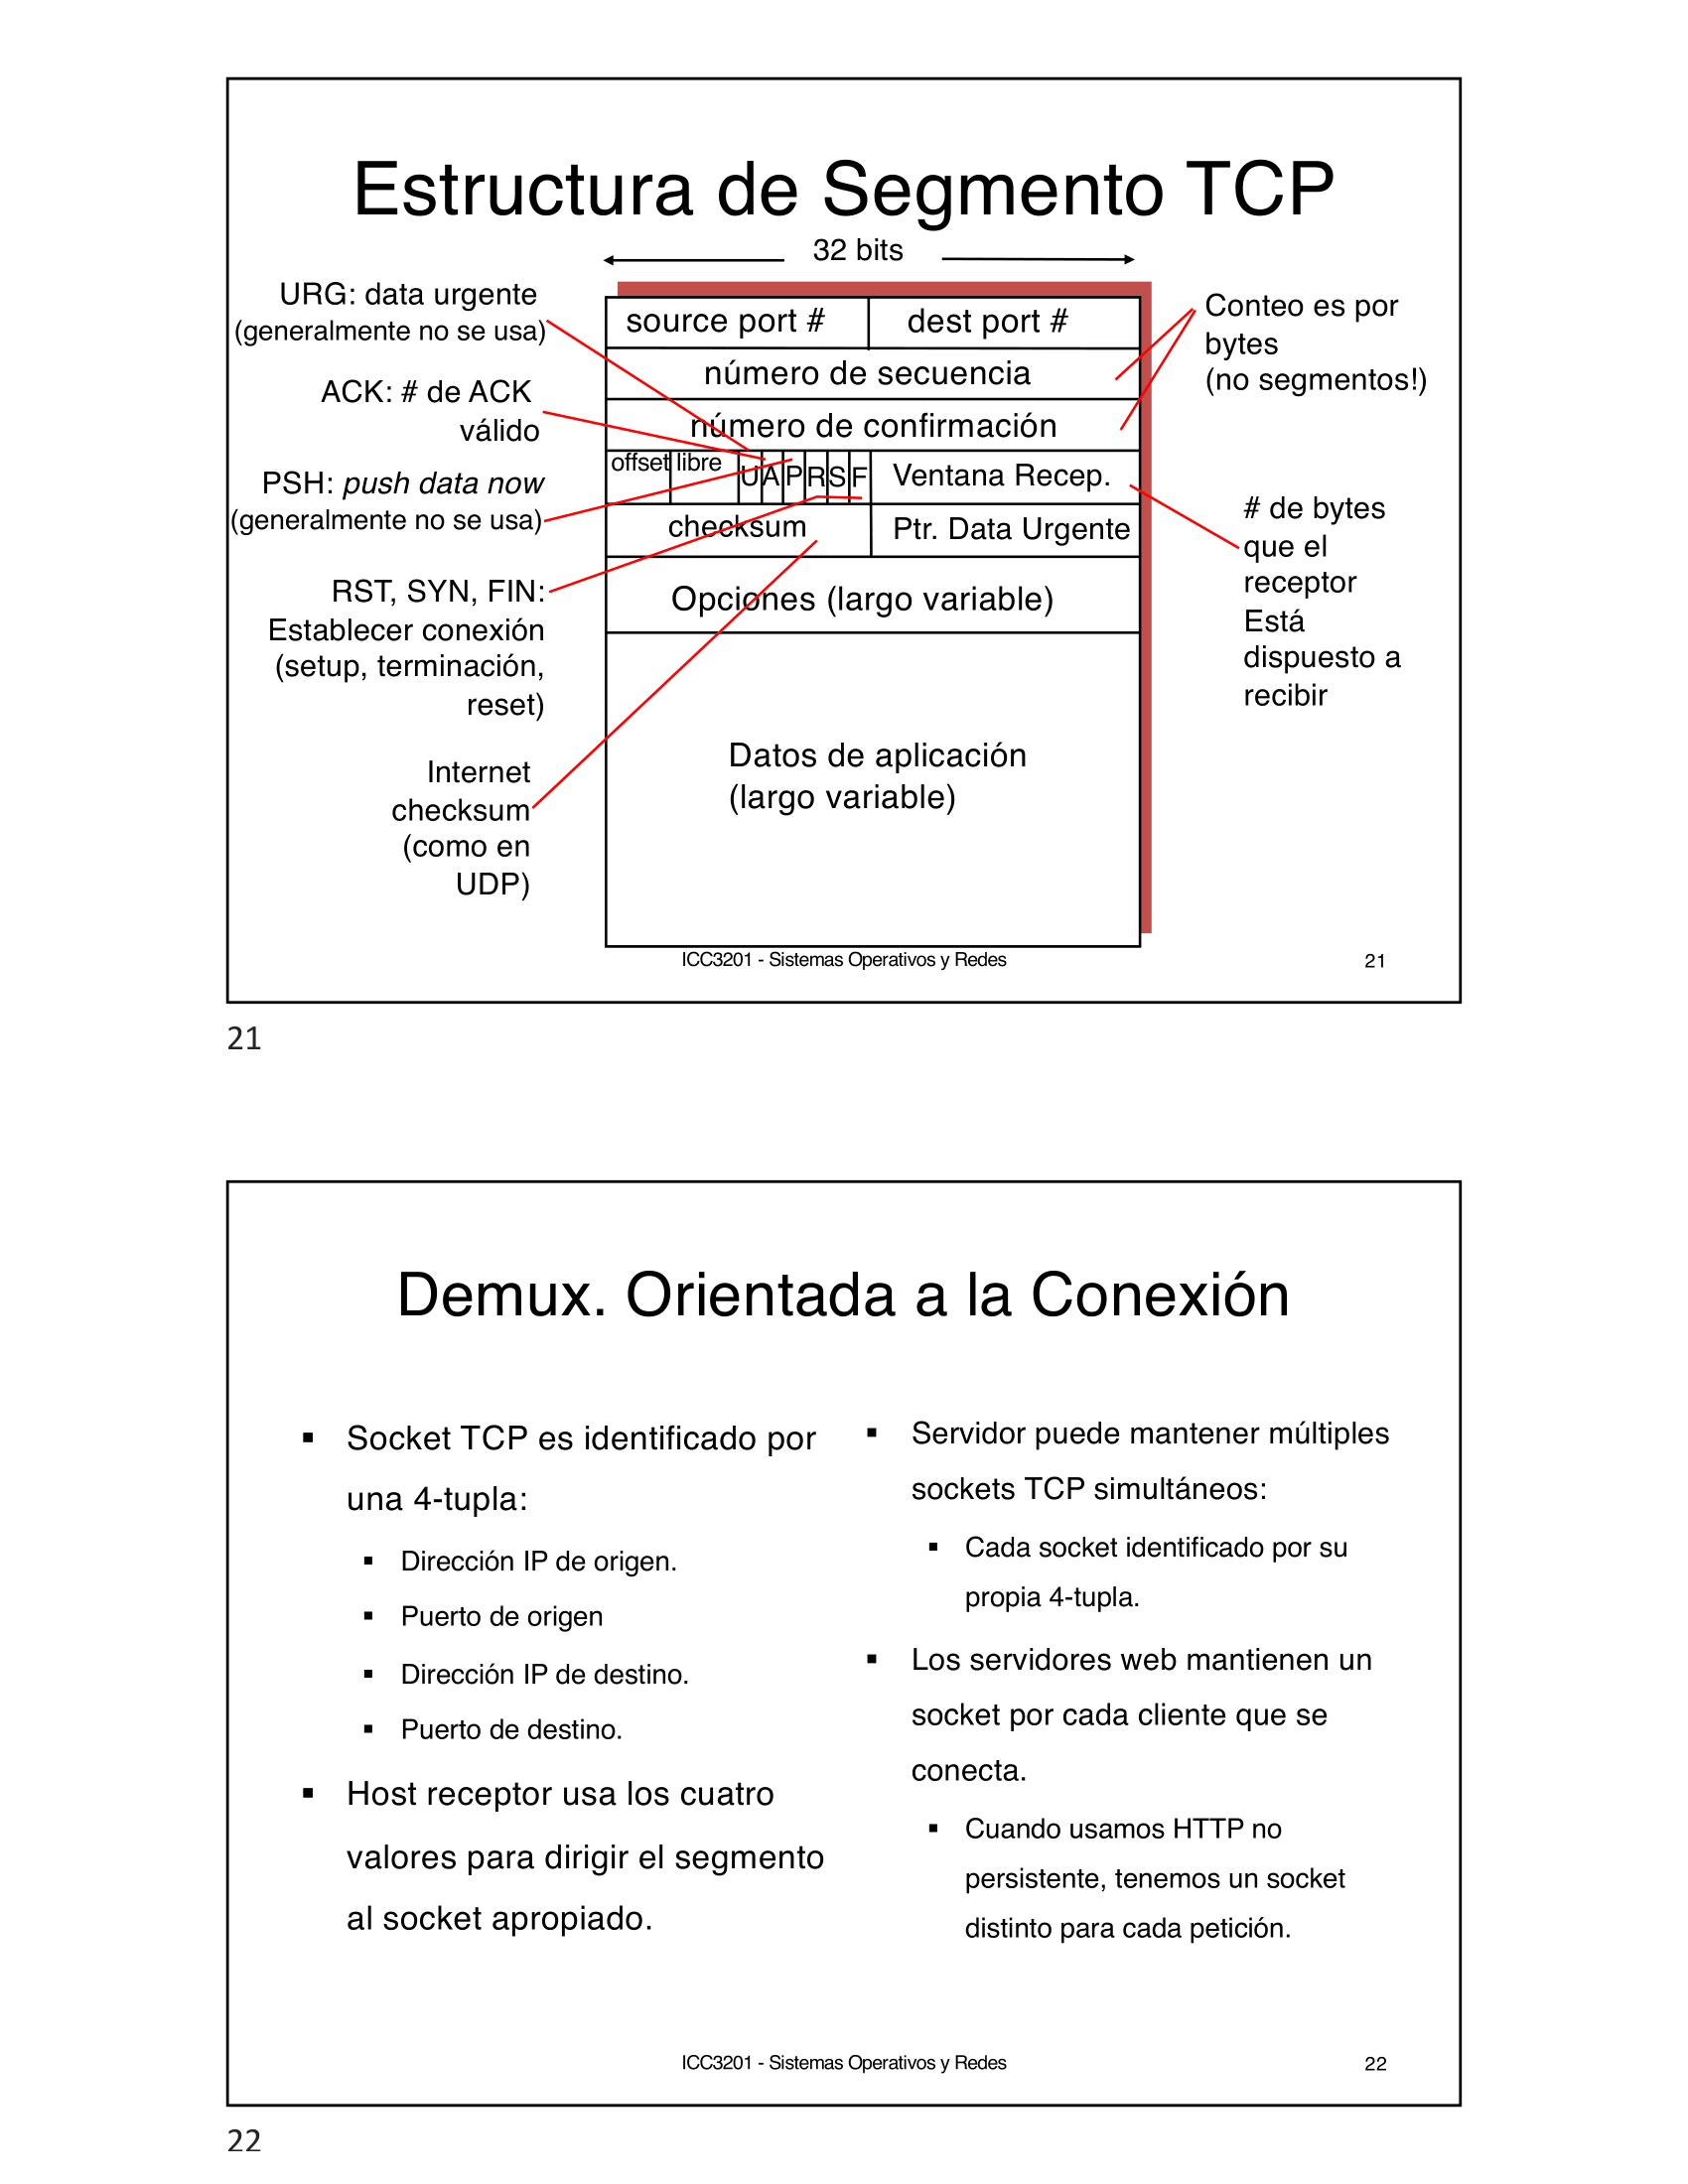 Estructura de Segmento TCP
32 bits
URG: data urgente
(generalmente no se usa)
ACK: # de ACK
válido
PSH: push data now
(generalmente no se usa)
RST, SYN, FIN:
Establecer conexión
(setup, terminación,
reset)
Internet
checksum
(como en
UDP)
source port #
dest port #
número de secuencia
número de confirmación
offset
libre
U
A
P
R
S
F
Ventana Recep.
checksum
Ptr. Data Urgente
Opciones (largo variable)
Datos de aplicación
(largo variable)
Conteo es por
bytes
(no segmentos!)
# de bytes
que el
receptor
Está
dispuesto a
recibir
ICC3201 - Sistemas Operativos y Redes
21
21
Demux. Orientada a la Conexión
▪ Socket TCP es identificado por
una 4-tupla:
▪ Dirección IP de origen.
▪ Puerto de origen
▪ Dirección IP de destino.
▪ Puerto de destino.
▪ Host receptor usa los cuatro
valores para dirigir el segmento
al socket apropiado.
▪ Servidor puede mantener múltiples
sockets TCP simultáneos:
▪ Cada socket identificado por su
propia 4-tupla.
▪ Los servidores web mantienen un
socket por cada cliente que se
conecta.
▪ Cuando usamos HTTP no
persistente, tenemos un socket
distinto para cada petición.
ICC3201 - Sistemas Operativos y Redes
22
22